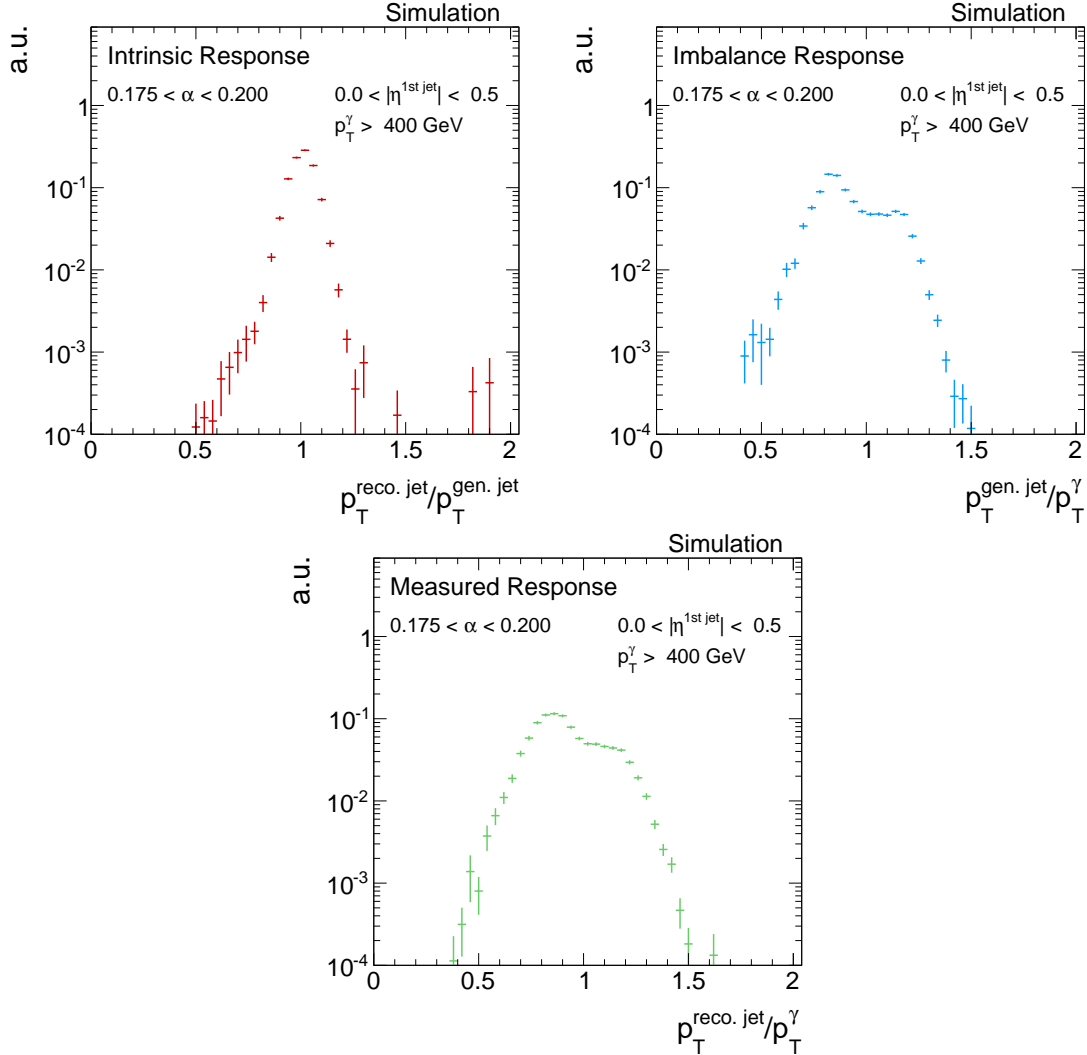 Simulation
a.u.
Intrinsic Response
0.175 < α < 0.200
0.0 < |η^{1st jet}| < 0.5
p_T^γ > 400 GeV
1
10^{-1}
10^{-2}
10^{-3}
10^{-4}
0 0.5 1 1.5 2
p_T^{reco. jet}/p_T^{gen. jet}
Simulation
a.u.
Imbalance Response
0.175 < α < 0.200
0.0 < |η^{1st jet}| < 0.5
p_T^γ > 400 GeV
1
10^{-1}
10^{-2}
10^{-3}
10^{-4}
0 0.5 1 1.5 2
p_T^{gen. jet}/p_T^γ
Simulation
a.u.
Measured Response
0.175 < α < 0.200
0.0 < |η^{1st jet}| < 0.5
p_T^γ > 400 GeV
1
10^{-1}
10^{-2}
10^{-3}
10^{-4}
0 0.5 1 1.5 2
p_T^{reco. jet}/p_T^γ